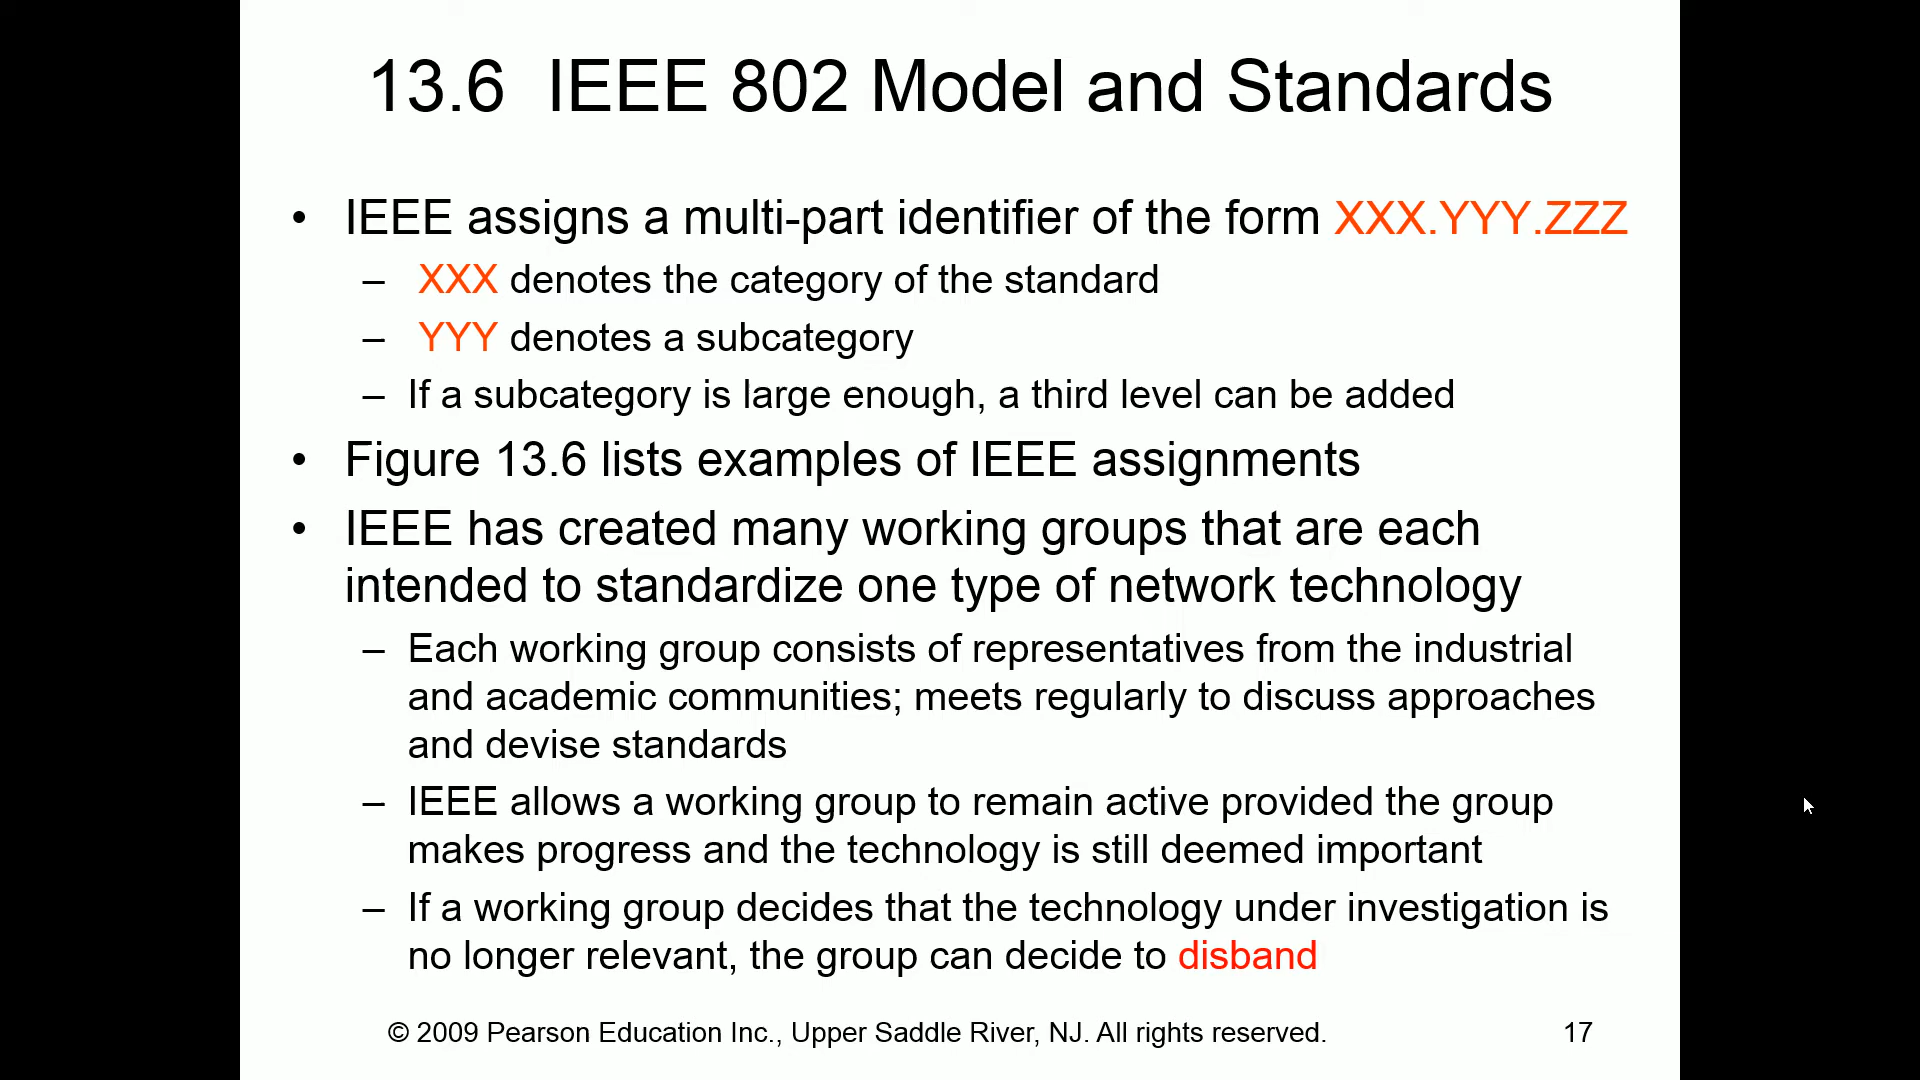 13.6 IEEE 802 Model and Standards
• IEEE assigns a multi-part identifier of the form XXX.YYY.ZZZ
– XXX denotes the category of the standard
– YYY denotes a subcategory
– If a subcategory is large enough, a third level can be added
• Figure 13.6 lists examples of IEEE assignments
• IEEE has created many working groups that are each
intended to standardize one type of network technology
– Each working group consists of representatives from the industrial
and academic communities; meets regularly to discuss approaches
and devise standards
– IEEE allows a working group to remain active provided the group
makes progress and the technology is still deemed important
– If a working group decides that the technology under investigation is
no longer relevant, the group can decide to disband
© 2009 Pearson Education Inc., Upper Saddle River, NJ. All rights reserved.
17